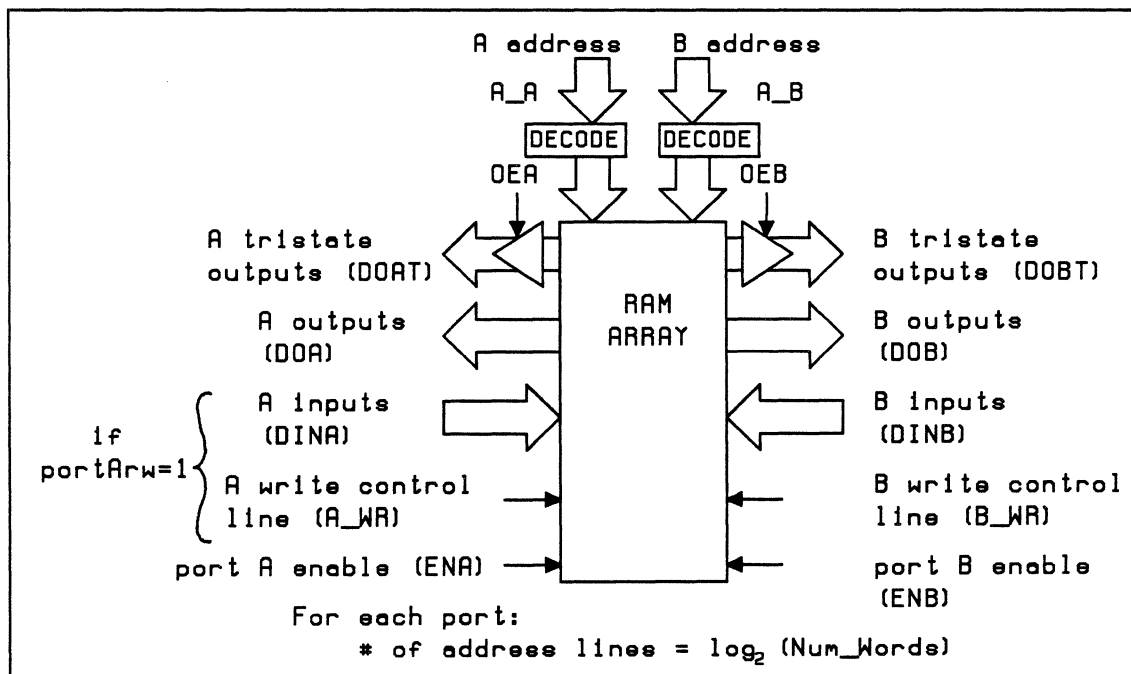 A address B address
A_A A_B
DECODE DECODE
OEA OEB
A tristate
outputs (DOAT)
B tristate
outputs (DOBT)
RAM
ARRAY
A outputs
(DOA)
B outputs
(DOB)
A inputs
(DINA)
B inputs
(DINB)
if
portArw=1
A write control
line (A_WR)
B write control
line (B_WR)
port A enable (ENA)
port B enable
(ENB)
For each port:
# of address lines = log₂ (Num_Words)